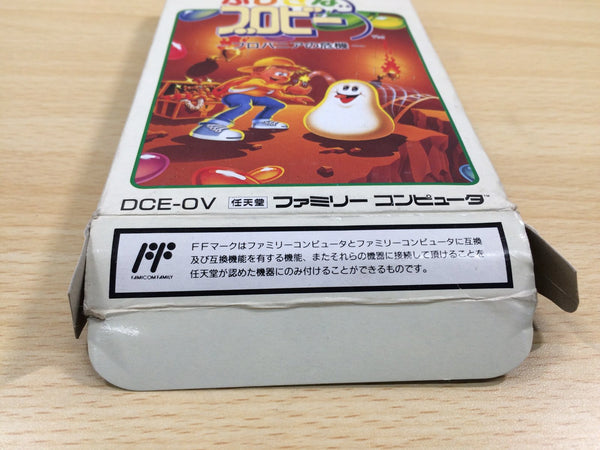 ブロビー
ブロバニアの危機ー
TM
DCE-OV 任天堂 ファミリー コンピュータ™
FF
FAMICOM FAMILY
FFマークはファミリーコンピュータとファミリーコンピュータに互換
及び互換機能を有する機能、またそれらの機器に接続して頂けることを
任天堂が認めた機器にのみ付けることができるものです。